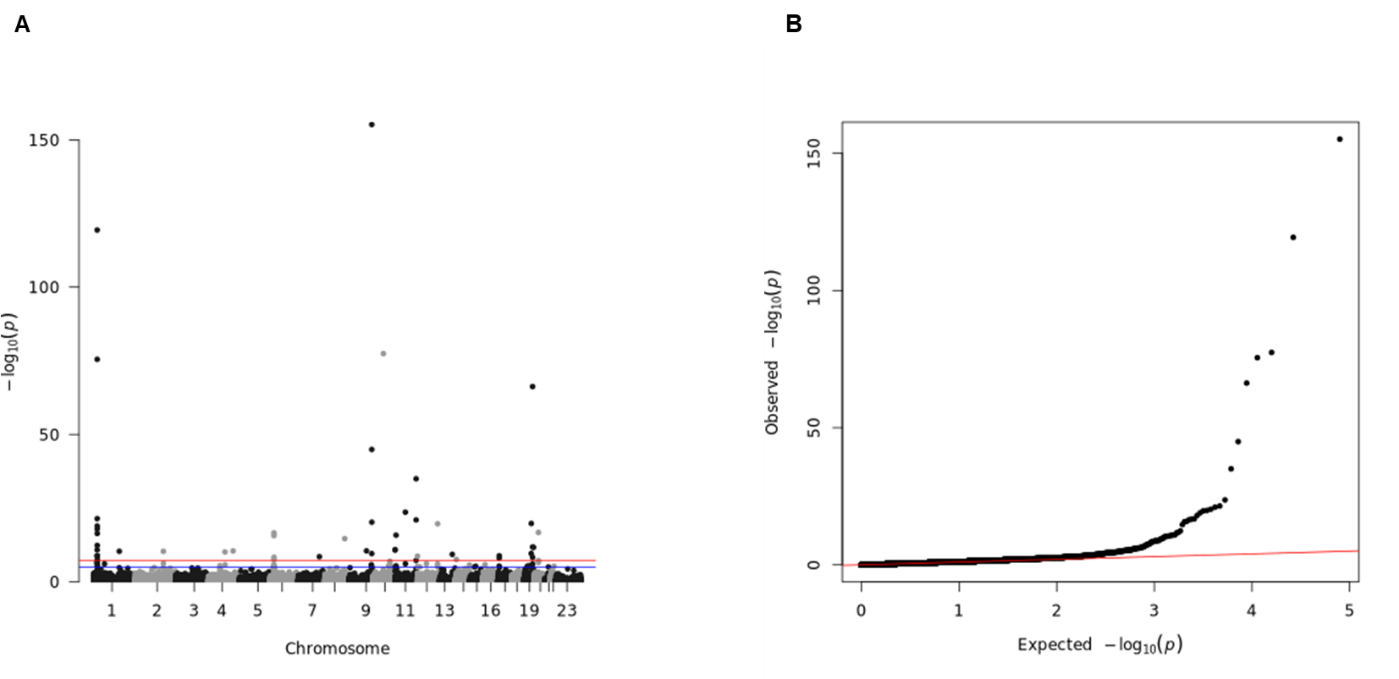 A
B
150
100
50
0
−log10(p)
1 2 3 4 5 7 9 11 13 16 19 23
Chromosome
150
100
50
0
Observed −log10(p)
0 1 2 3 4 5
Expected −log10(p)